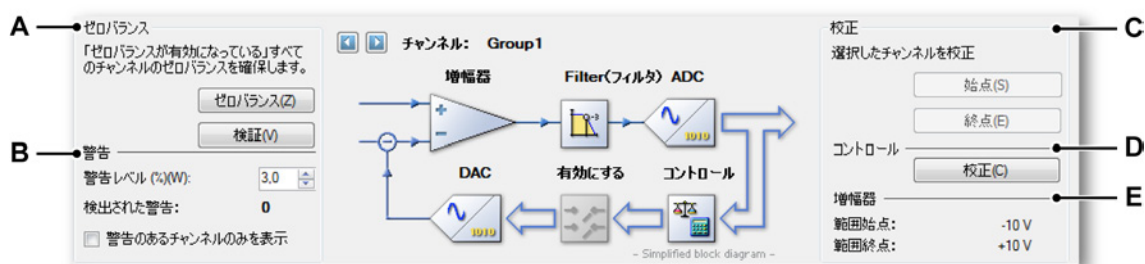 A
ゼロバランス
「ゼロバランスが有効になっている」すべて
のチャンネルのゼロバランスを確保します。
ゼロバランス(Z)
検証(V)
B
警告
警告レベル (%)(W):
3,0
検出された警告:
0
警告のあるチャンネルのみを表示
チャンネル: Group1
増幅器
Filter(フィルタ)
ADC
+
−
-3
1010
DAC
有効にする
コントロール
1010
– Simplified block diagram –
校正
C
選択したチャンネルを校正
始点(S)
終点(E)
コントロール
D
校正(C)
増幅器
E
範囲始点:
-10 V
範囲終点:
+10 V